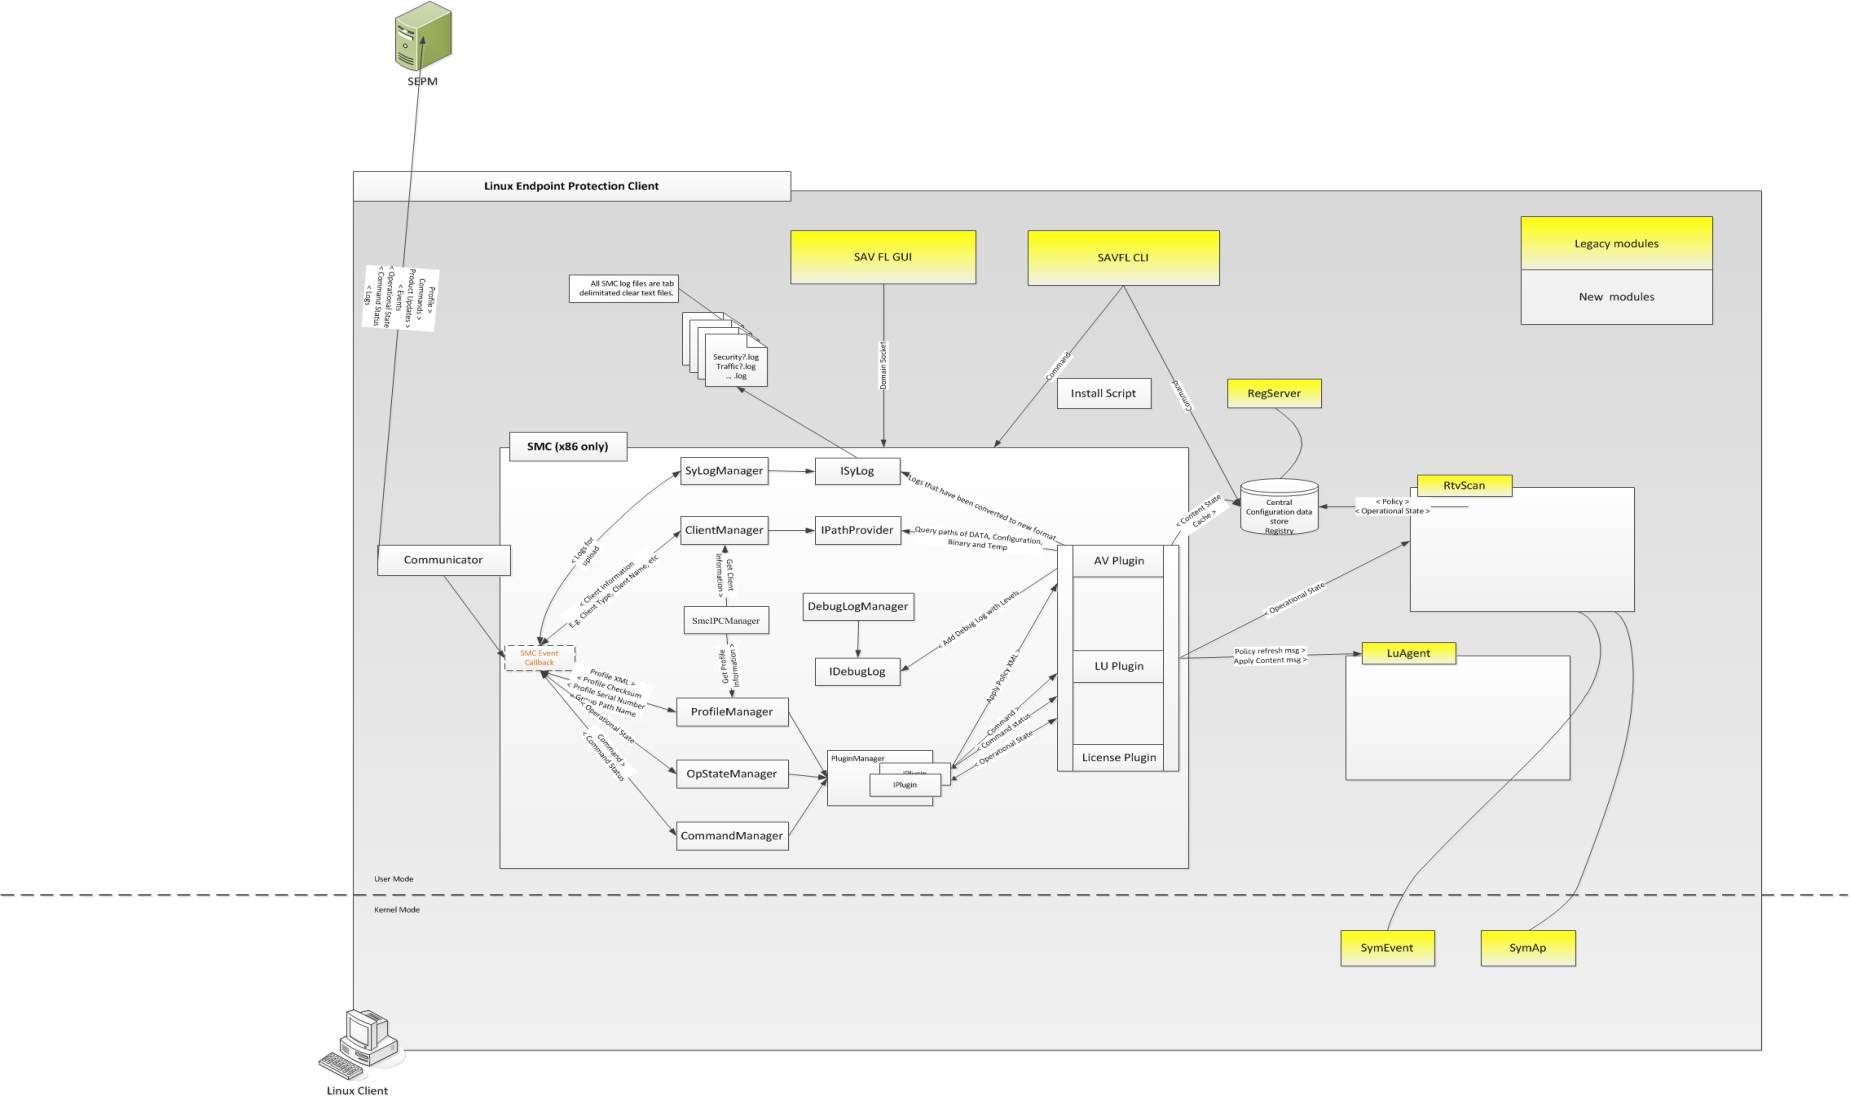 SEPM
Linux Endpoint Protection Client
Profile >
Commands >
Product Updates >
< Events
< Operational State
< Command Status
< Logs
SAV FL GUI
SAVFL CLI
Legacy modules
New modules
All SMC log files are tab
delimitated clear text files.
Security?.log
Traffic?.log
... .log
Domain Socket
Command
Command
Install Script
RegServer
SMC (x86 only)
SyLogManager
ISyLog
Logs that have been converted to new format
< Content State
Cache >
Central
Configuration data
store
Registry
< Policy >
< Operational State >
RtvScan
ClientManager
IPathProvider
Query paths of DATA, Configuration,
Binary and Temp
Communicator
< Logs for
upload
< Client Information
E.g. Client Type, Client Name, etc
Get Client
Information >
AV Plugin
DebugLogManager
< Add Debug Log with Levels
< Operational State
SmcIPCManager
SMC Event
Callback
Get Profile
Information >
IDebugLog
LU Plugin
Policy refresh msg >
Apply Content msg >
LuAgent
Profile XML >
< Profile Checksum
< Profile Serial Number
< Group Path Name
ProfileManager
Apply Policy XML >
< Operational State
Command >
< Command Status
Command >
< Command status
< Operational State
PluginManager
IPlugin
IPlugin
License Plugin
OpStateManager
CommandManager
User Mode
Kernel Mode
SymEvent
SymAp
Linux Client